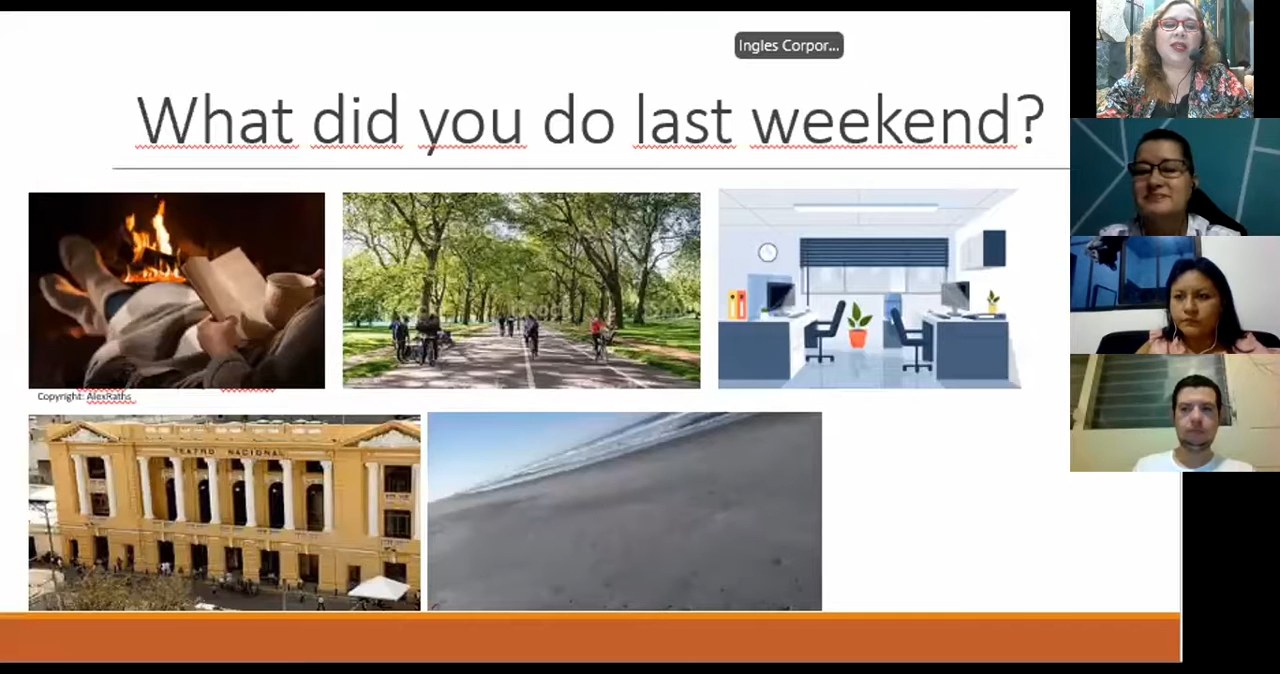 Ingles Corpor...
What did you do last weekend?
Copyright: AlexRaths
TEATRO NACIONAL